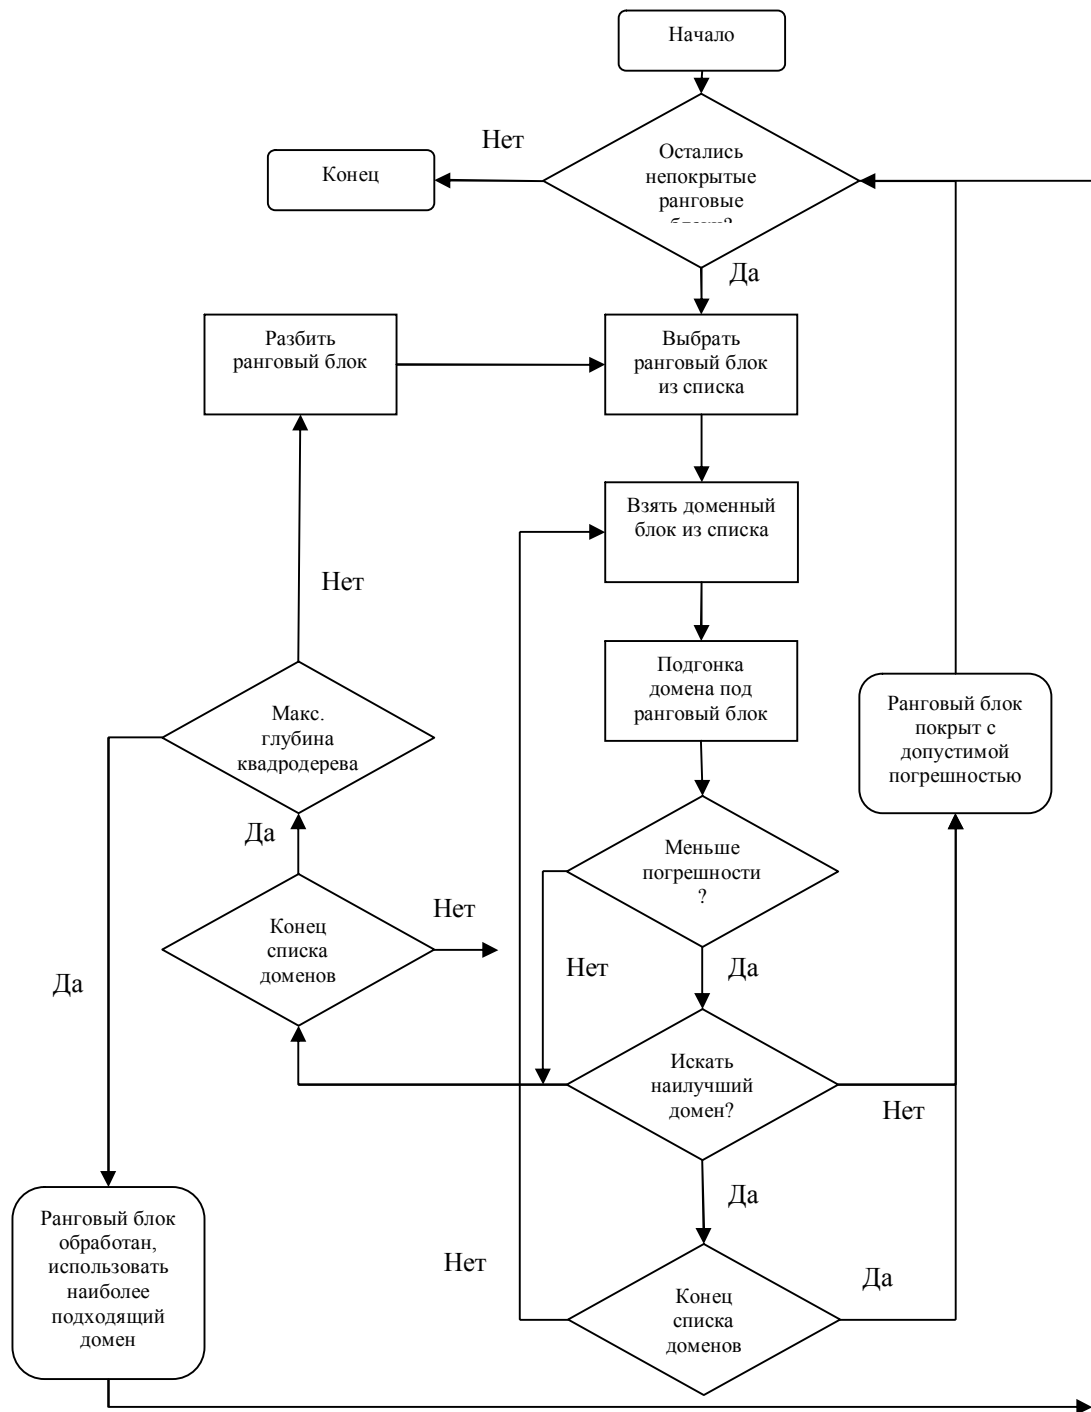 Начало
Нет
Конец
Остались
непокрытые
ранговые
Да
Разбить
ранговый блок
Выбрать
ранговый блок
из списка
Взять доменный
блок из списка
Нет
Подгонка
домена под
ранговый блок
Ранговый блок
покрыт с
допустимой
погрешностью
Макс.
глубина
квадродерева
Да
Меньше
погрешности
?
Нет
Конец
списка
доменов
Нет
Да
Да
Искать
наилучший
домен?
Нет
Да
Ранговый блок
обработан,
использовать
наиболее
подходящий
домен
Нет
Да
Конец
списка
доменов